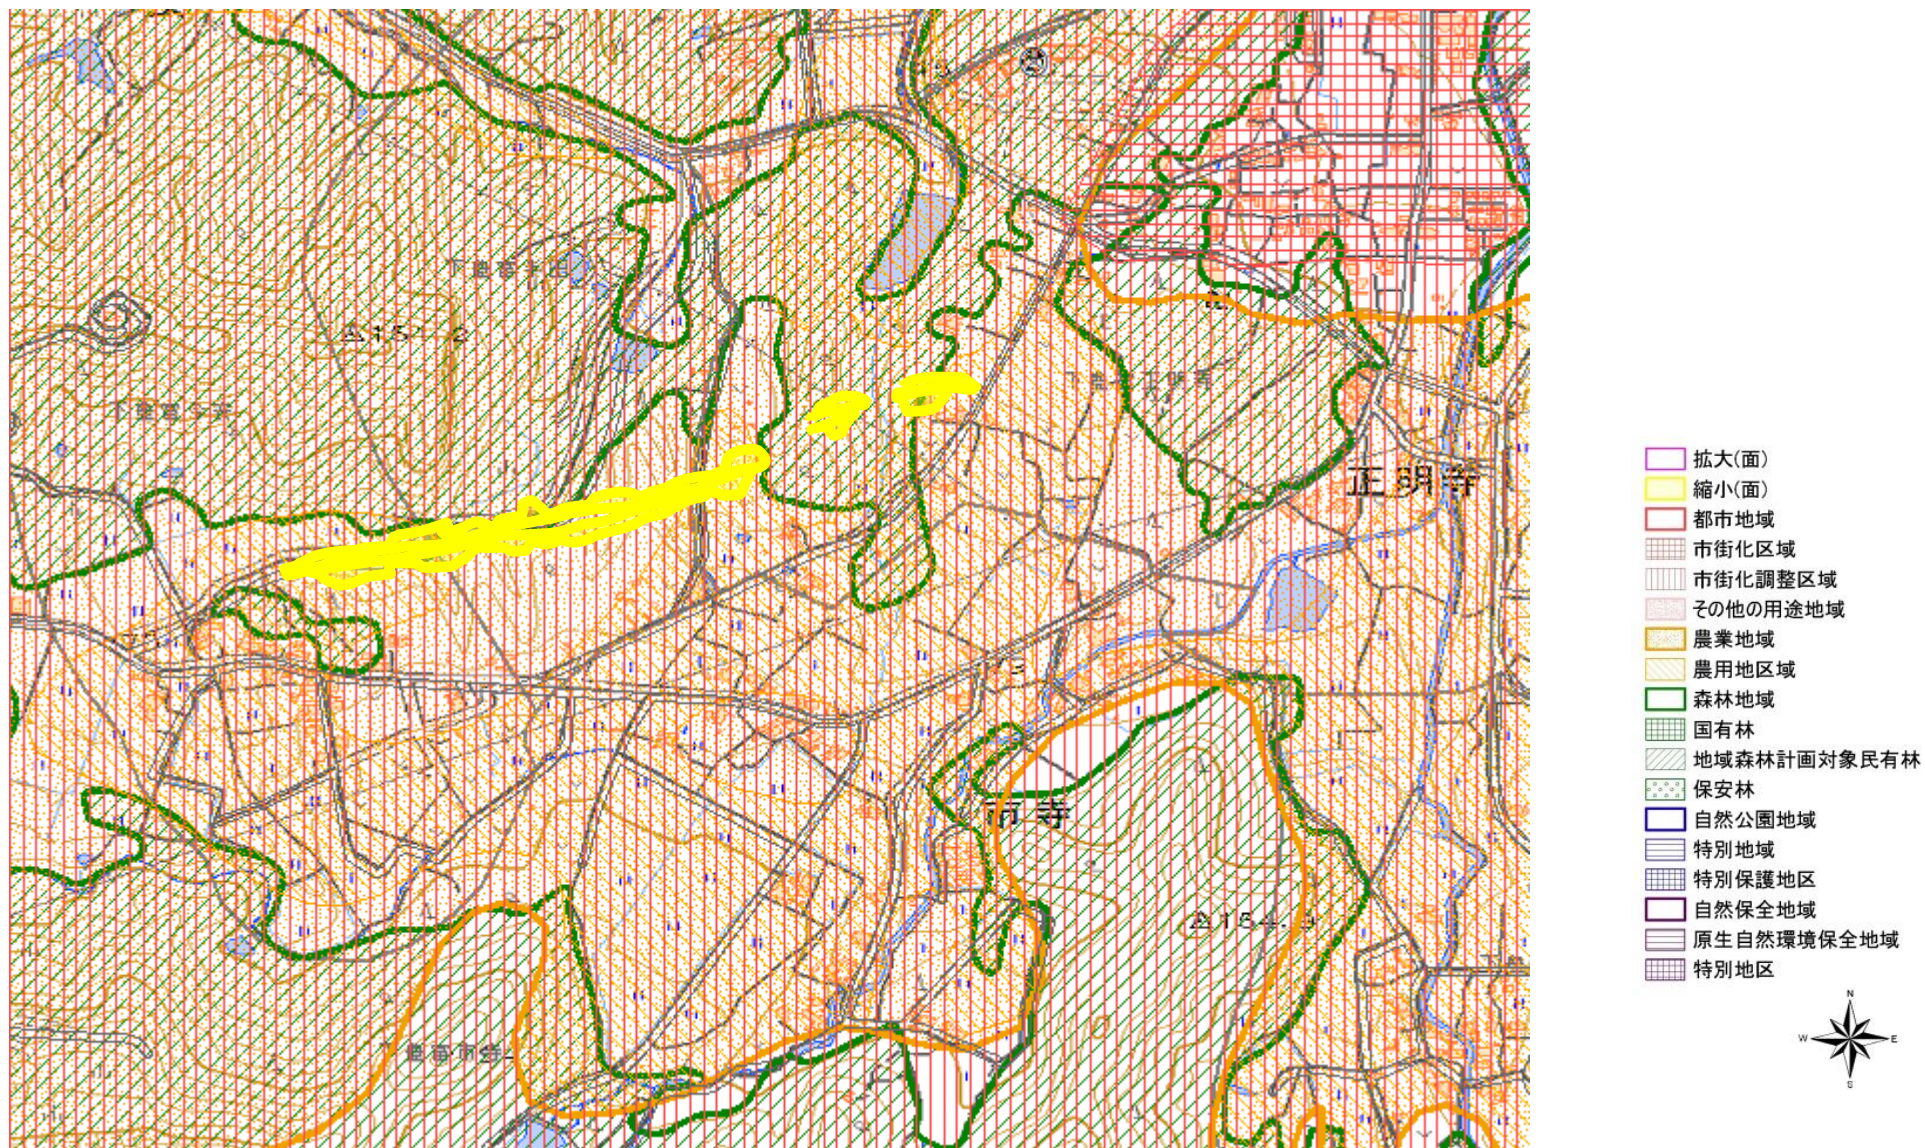 正明寺
市寺
拡大(面)
縮小(面)
都市地域
市街化区域
市街化調整区域
その他の用途地域
農業地域
農用地区域
森林地域
国有林
地域森林計画対象民有林
保安林
自然公園地域
特別地域
特別保護地区
自然保全地域
原生自然環境保全地域
特別地区
N
W
E
S